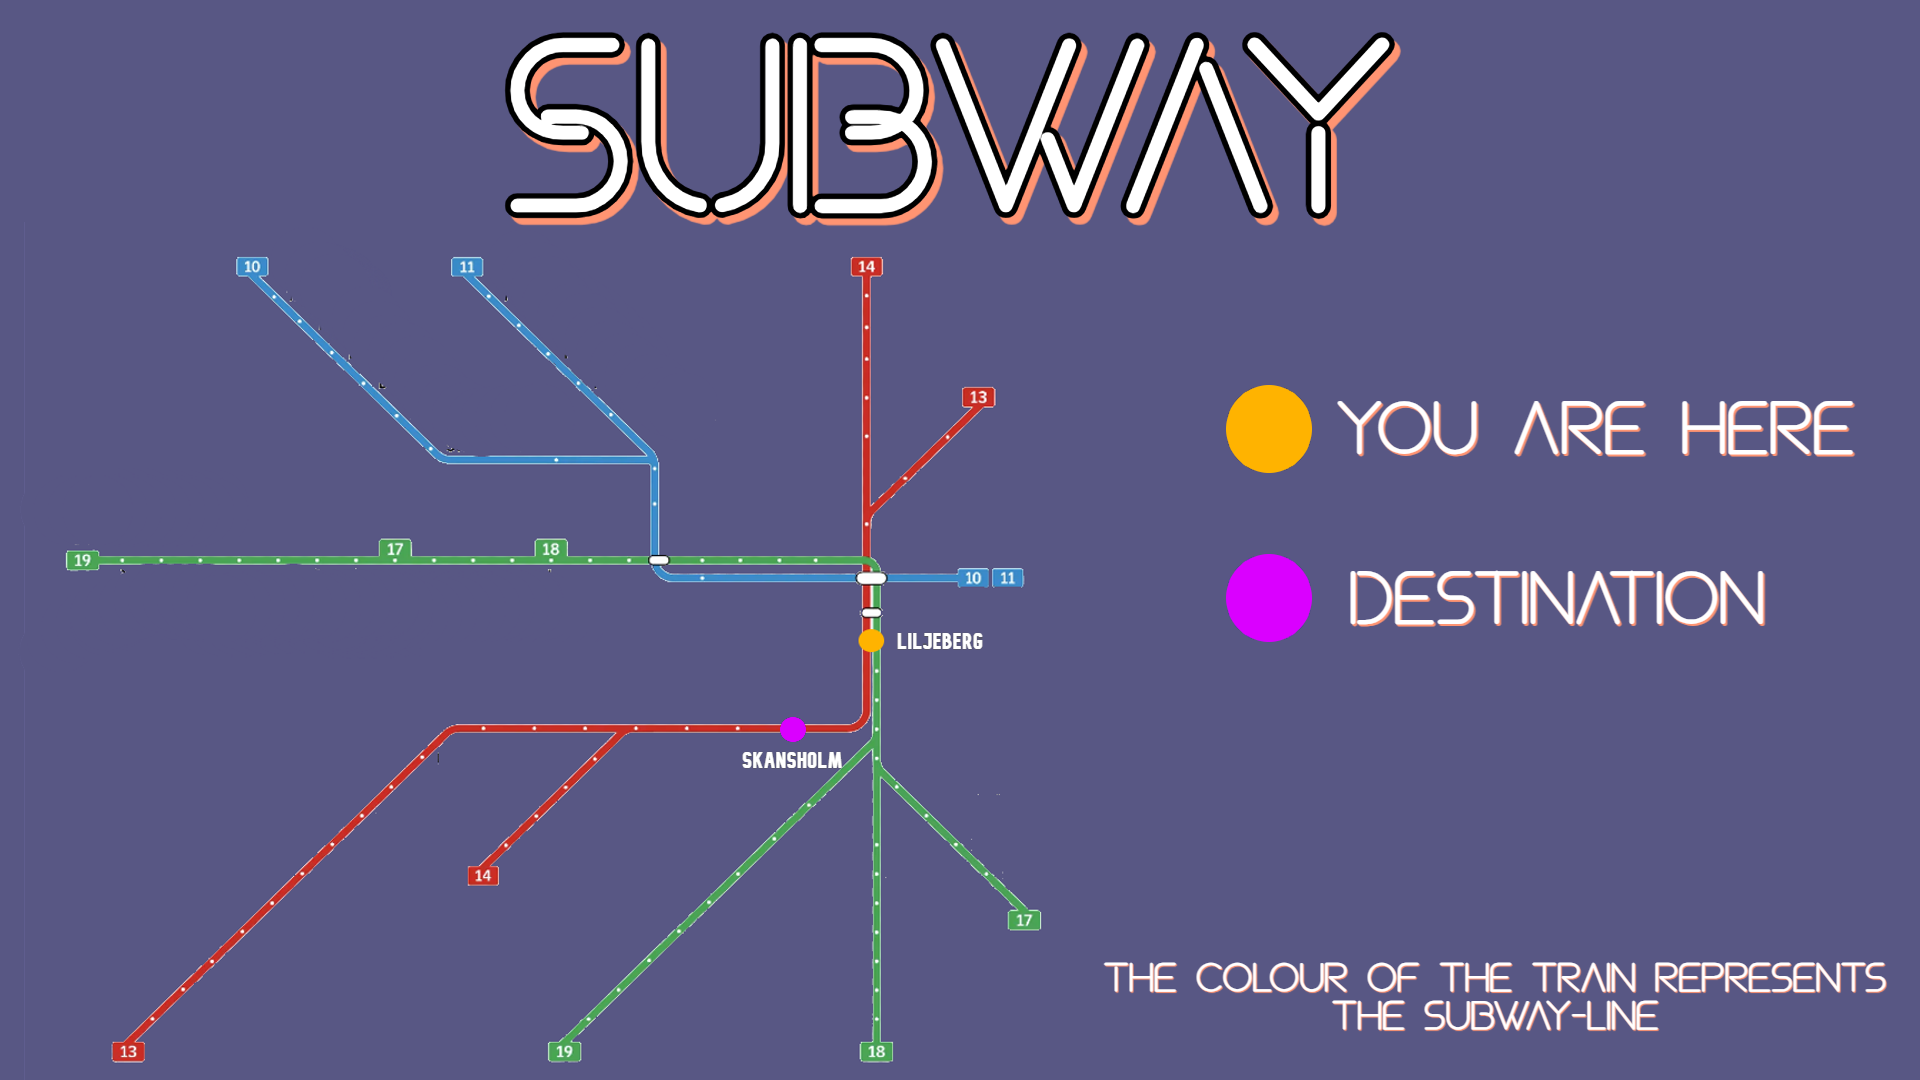 SUBWAY
10
11
14
13
YOU ARE HERE
17
18
19
10 11
DESTINATION
LILJEBERG
SKANSHOLM
14
17
THE COLOUR OF THE TRAIN REPRESENTS
THE SUBWAY-LINE
13
19
18